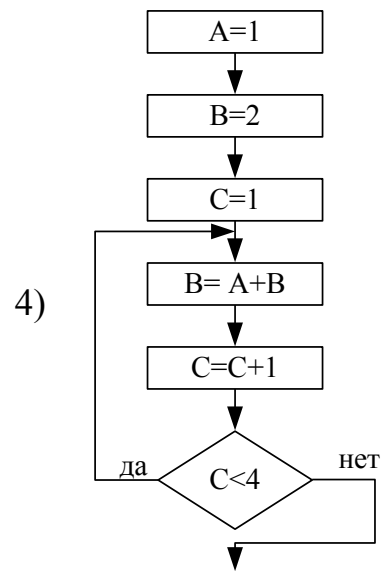 A=1
B=2
C=1
B= A+B
4)
C=C+1
да
C<4
нет